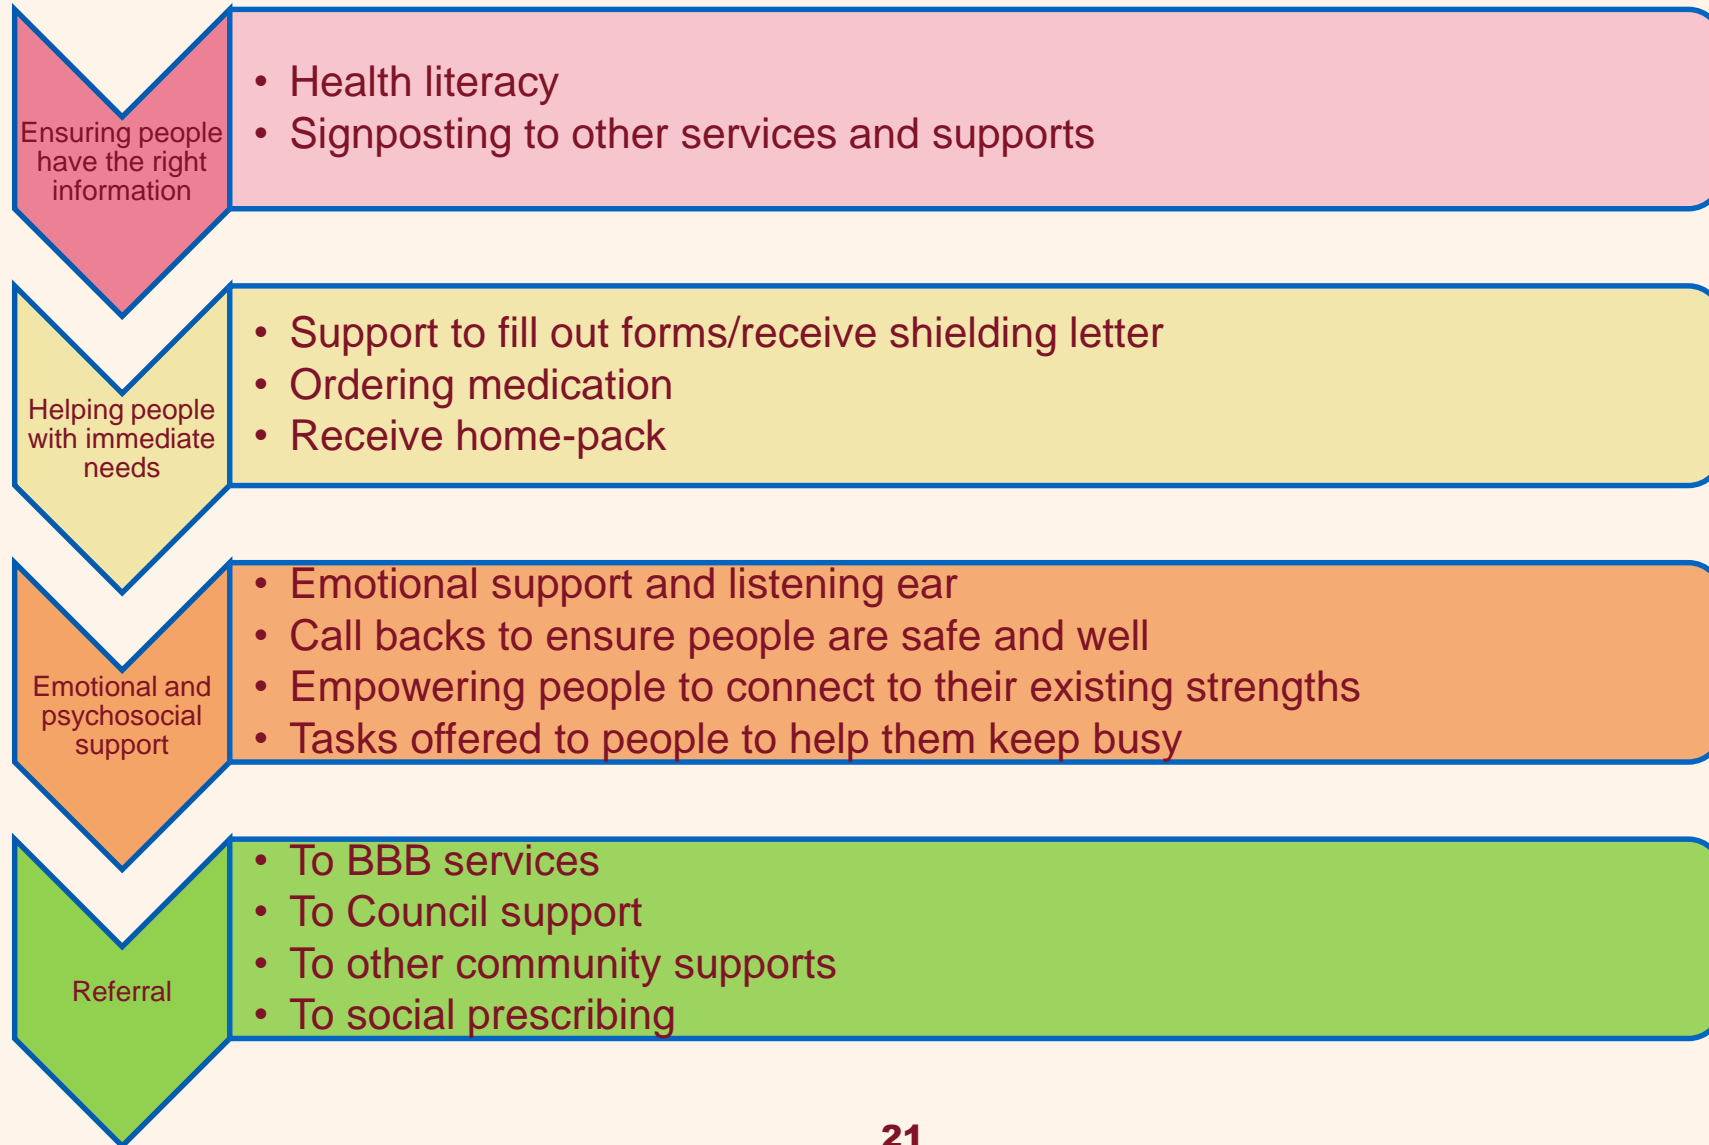 Ensuring people
have the right
information
• Health literacy
• Signposting to other services and supports
Helping people
with immediate
needs
• Support to fill out forms/receive shielding letter
• Ordering medication
• Receive home-pack
Emotional and
psychosocial
support
• Emotional support and listening ear
• Call backs to ensure people are safe and well
• Empowering people to connect to their existing strengths
• Tasks offered to people to help them keep busy
Referral
• To BBB services
• To Council support
• To other community supports
• To social prescribing
21